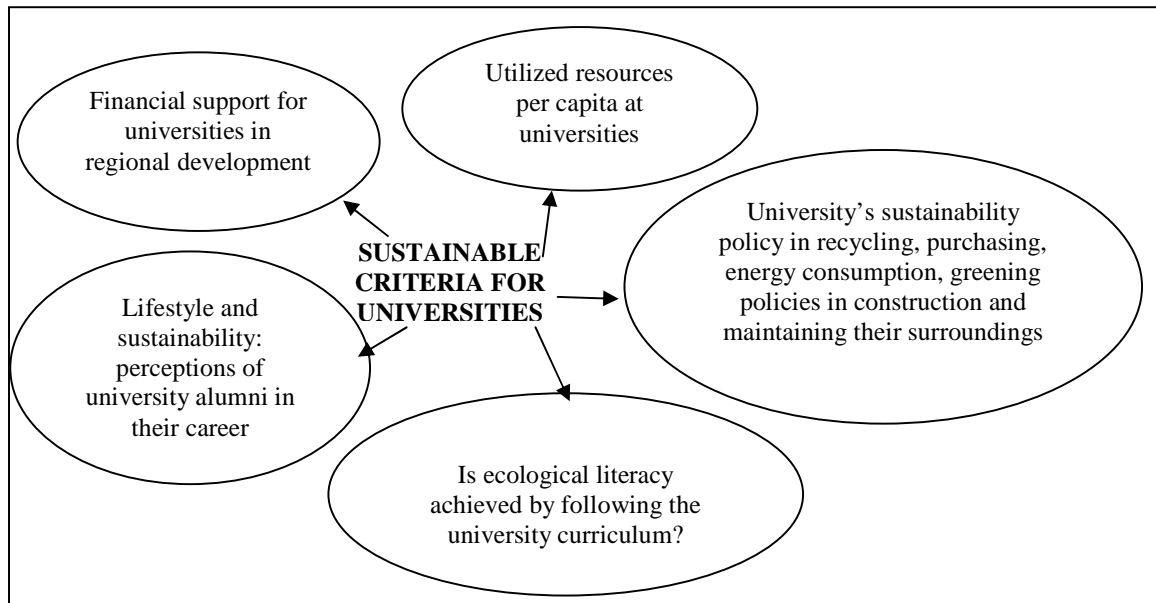 Financial support for
universities in
regional development
Utilized resources
per capita at
universities
SUSTAINABLE
CRITERIA FOR
UNIVERSITIES
University’s sustainability
policy in recycling, purchasing,
energy consumption, greening
policies in construction and
maintaining their surroundings
Lifestyle and
sustainability:
perceptions of
university alumni in
their career
Is ecological literacy
achieved by following the
university curriculum?